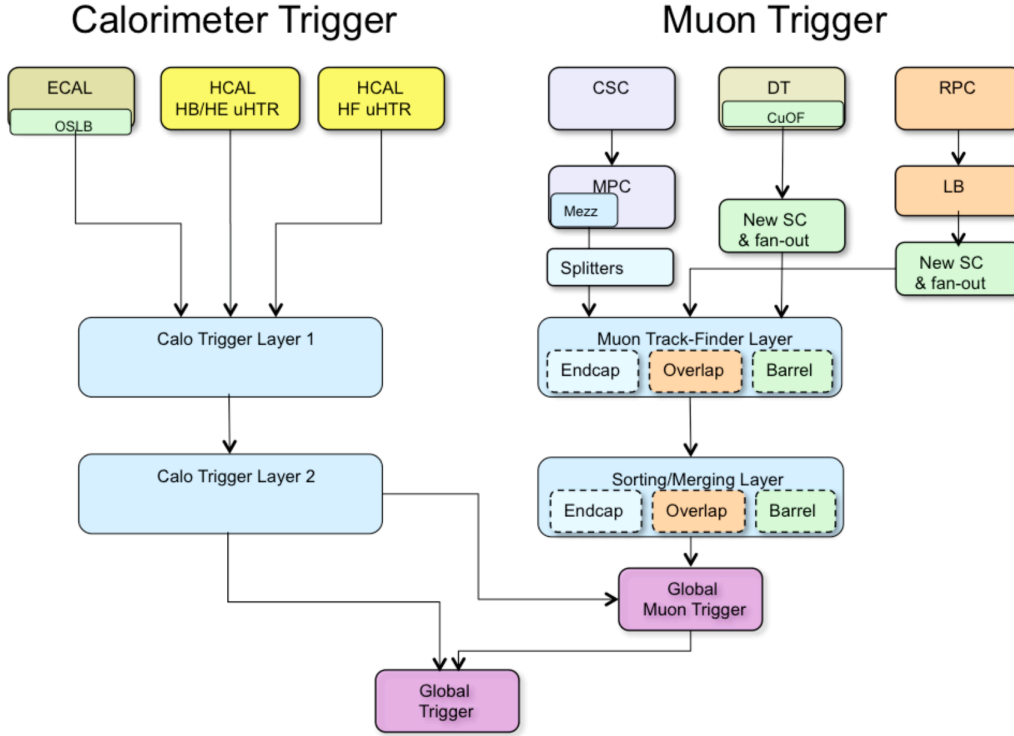 Calorimeter Trigger
Muon Trigger
ECAL
OSLB
HCAL
HB/HE uHTR
HCAL
HF uHTR
CSC
DT
CuOF
RPC
MPC
Mezz
LB
New SC
& fan-out
Splitters
New SC
& fan-out
Calo Trigger Layer 1
Muon Track-Finder Layer
Endcap
Overlap
Barrel
Calo Trigger Layer 2
Sorting/Merging Layer
Endcap
Overlap
Barrel
Global
Muon Trigger
Global
Trigger